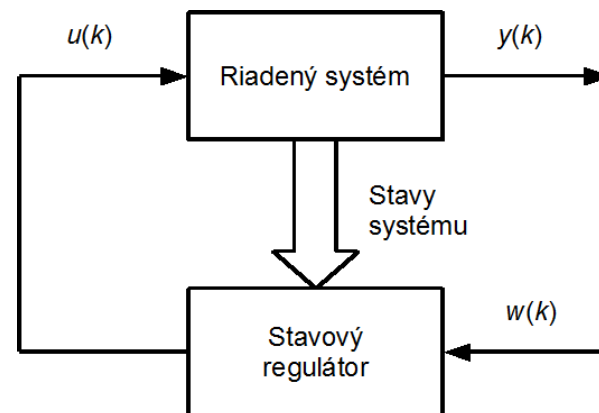 u(k)
y(k)
Riadený systém
Stavy
systému
w(k)
Stavový
regulátor